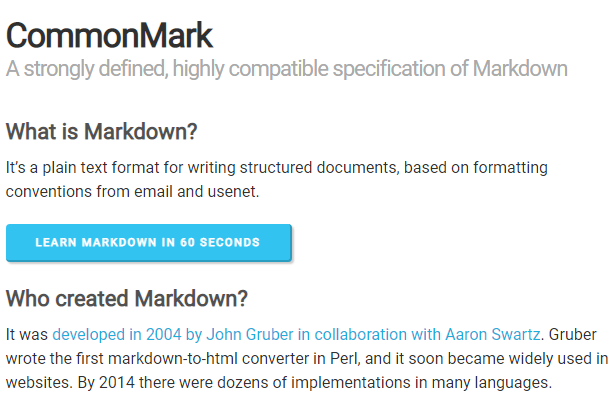 CommonMark
A strongly defined, highly compatible specification of Markdown
What is Markdown?
It's a plain text format for writing structured documents, based on formatting
conventions from email and usenet.
LEARN MARKDOWN IN 60 SECONDS
Who created Markdown?
It was developed in 2004 by John Gruber in collaboration with Aaron Swartz. Gruber
wrote the first markdown-to-html converter in Perl, and it soon became widely used in
websites. By 2014 there were dozens of implementations in many languages.